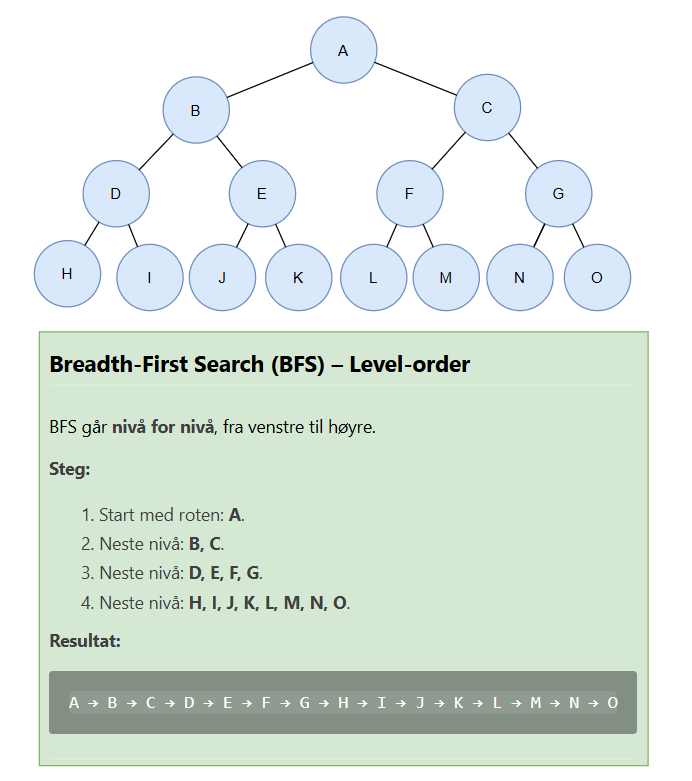 A
B
C
D
E
F
G
H
I
J
K
L
M
N
O
Breadth-First Search (BFS) – Level-order
BFS går nivå for nivå, fra venstre til høyre.
Steg:
1. Start med roten: A.
2. Neste nivå: B, C.
3. Neste nivå: D, E, F, G.
4. Neste nivå: H, I, J, K, L, M, N, O.
Resultat:
A → B → C → D → E → F → G → H → I → J → K → L → M → N → O